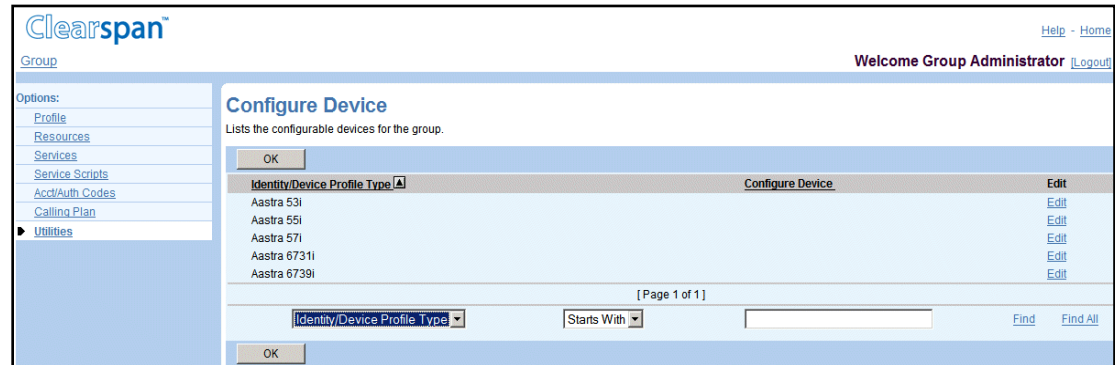 Clearspan™
Help - Home
Group
Welcome Group Administrator [Logout]
Options:
Profile
Resources
Services
Service Scripts
Acct/Auth Codes
Calling Plan
Utilities
Configure Device
Lists the configurable devices for the group.
OK
Identity/Device Profile Type Configure Device Edit
Aastra 53i Edit
Aastra 55i Edit
Aastra 57i Edit
Aastra 6731i Edit
Aastra 6739i Edit
[ Page 1 of 1 ]
Identity/Device Profile Type Starts With Find Find All
OK